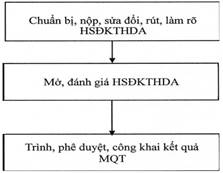 Chuẩn bị, nộp, sửa đổi, rút, làm rõ
HSĐKTHDA
Mở, đánh giá HSĐKTHDA
Trình, phê duyệt, công khai kết quả
MQT